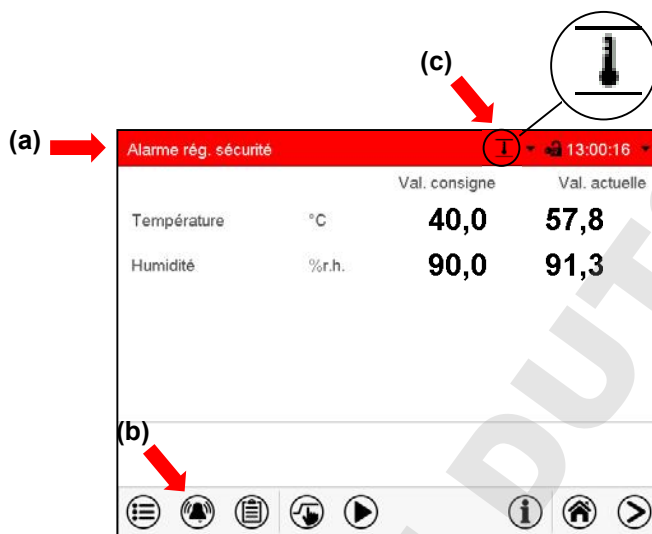 (c)
(a)
Alarme rég. sécurité 13:00:16
Val. consigne Val. actuelle
Température °C 40,0 57,8
Humidité %r.h. 90,0 91,3
(b)